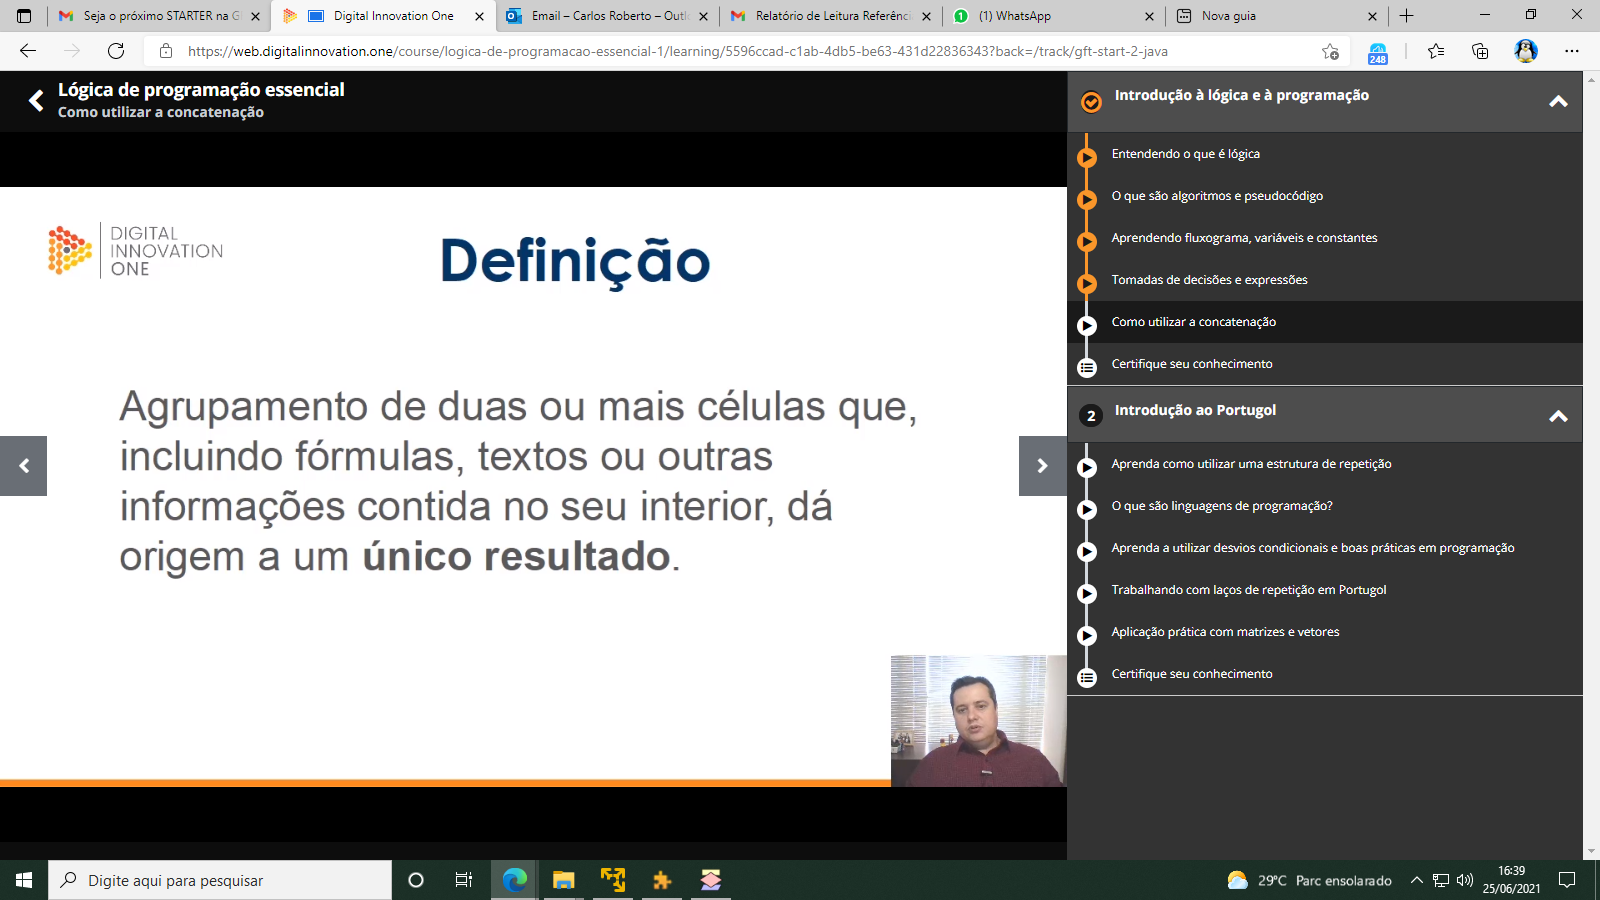 Seja o próximo STARTER na G
Digital Innovation One
Email – Carlos Roberto – Outl
Relatório de Leitura Referênci
(1) WhatsApp
Nova guia
https://web.digitalinnovation.one/course/logica-de-programacao-essencial-1/learning/5596ccad-c1ab-4db5-be63-431d22836343?back=/track/gft-start-2-java
248
Lógica de programação essencial
Como utilizar a concatenação
DIGITAL
INNOVATION
ONE
Definição
Agrupamento de duas ou mais células que,
incluindo fórmulas, textos ou outras
informações contida no seu interior, dá
origem a um único resultado.
Introdução à lógica e à programação
Entendendo o que é lógica
O que são algoritmos e pseudocódigo
Aprendendo fluxograma, variáveis e constantes
Tomadas de decisões e expressões
Como utilizar a concatenação
Certifique seu conhecimento
2 Introdução ao Portugol
Aprenda como utilizar uma estrutura de repetição
O que são linguagens de programação?
Aprenda a utilizar desvios condicionais e boas práticas em programação
Trabalhando com laços de repetição em Portugol
Aplicação prática com matrizes e vetores
Certifique seu conhecimento
Digite aqui para pesquisar
29°C Parc ensolarado
16:39
25/06/2021